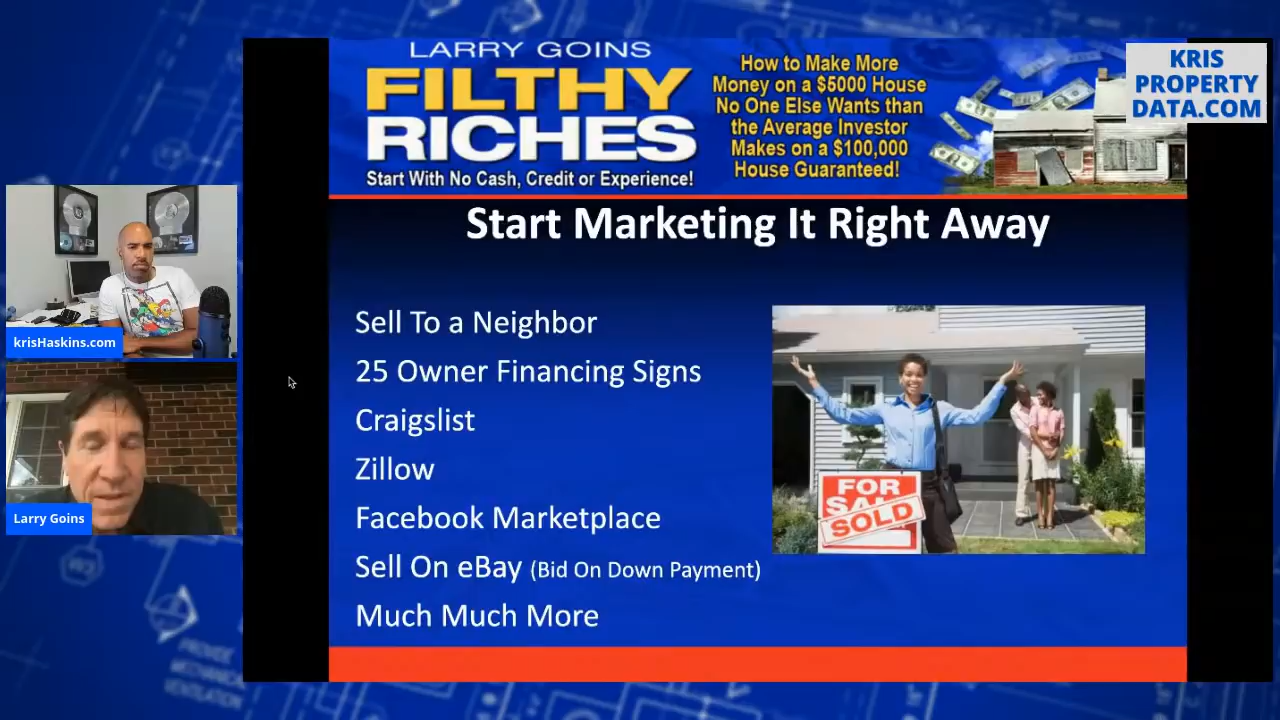 LARRY GOINS
FILTHY
RICHES
Start With No Cash, Credit or Experience!
How to Make More
Money on a $5000 House
No One Else Wants than
the Average Investor
Makes on a $100,000
House Guaranteed!
KRIS
PROPERTY
DATA.COM
Start Marketing It Right Away
krisHaskins.com
Larry Goins
Sell To a Neighbor
25 Owner Financing Signs
Craigslist
Zillow
Facebook Marketplace
Sell On eBay (Bid On Down Payment)
Much Much More
FOR
SALE
SOLD
PROVIDE
MECHANICAL
VENTILATION